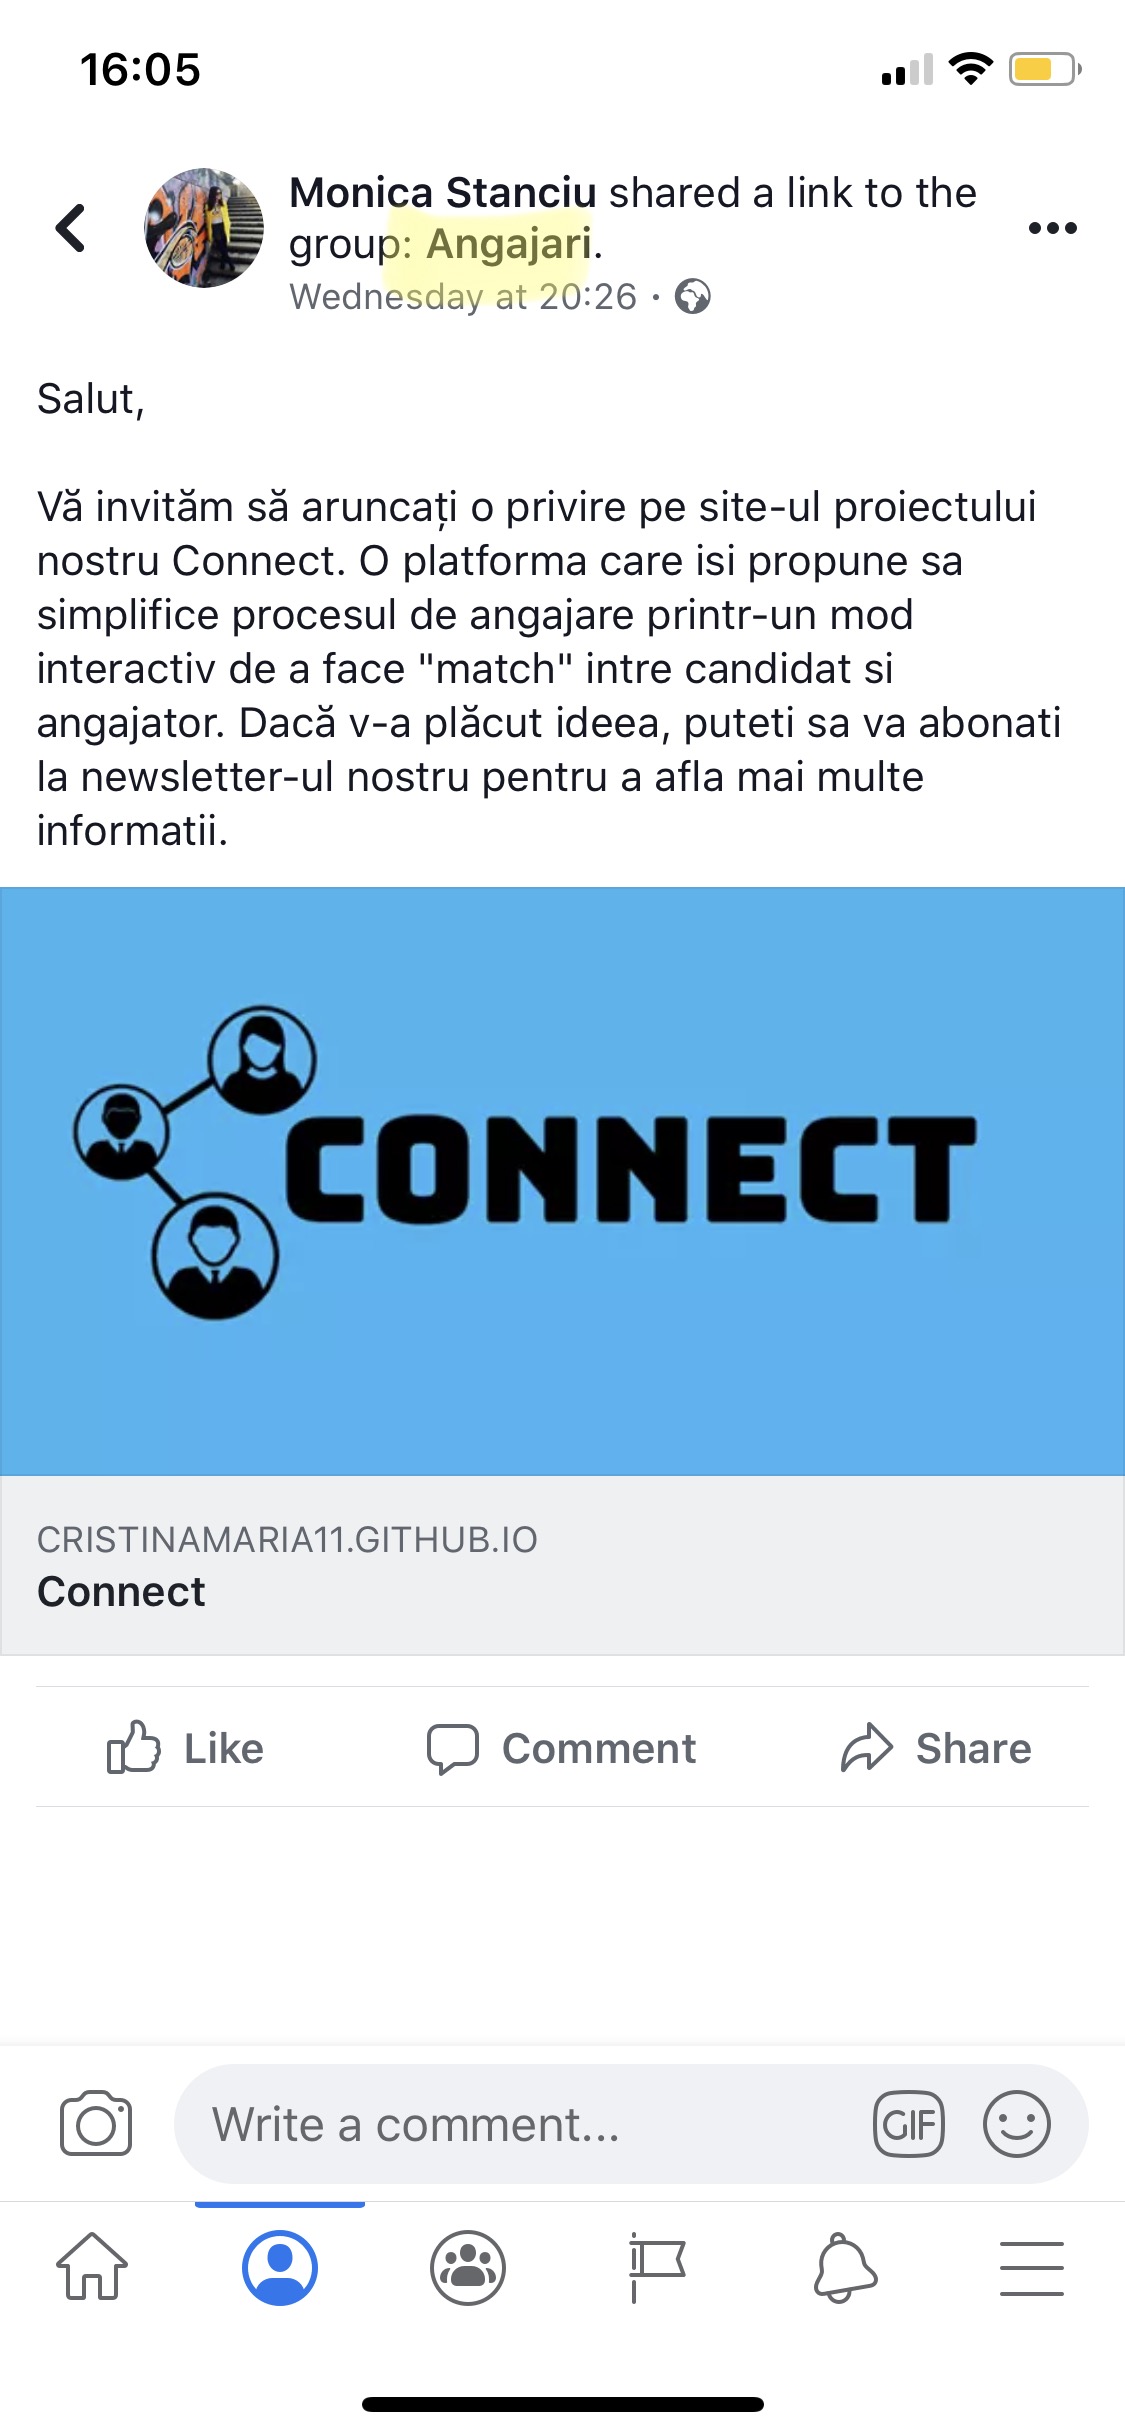 16:05
Monica Stanciu shared a link to the
group: Angajari.
Wednesday at 20:26 ·
Salut,
Vă invităm să aruncați o privire pe site-ul proiectului
nostru Connect. O platforma care isi propune sa
simplifice procesul de angajare printr-un mod
interactiv de a face "match" intre candidat si
angajator. Dacă v-a plăcut ideea, puteti sa va abonati
la newsletter-ul nostru pentru a afla mai multe
informatii.
CONNECT
CRISTINAMARIA11.GITHUB.IO
Connect
Like Comment Share
Write a comment... GIF